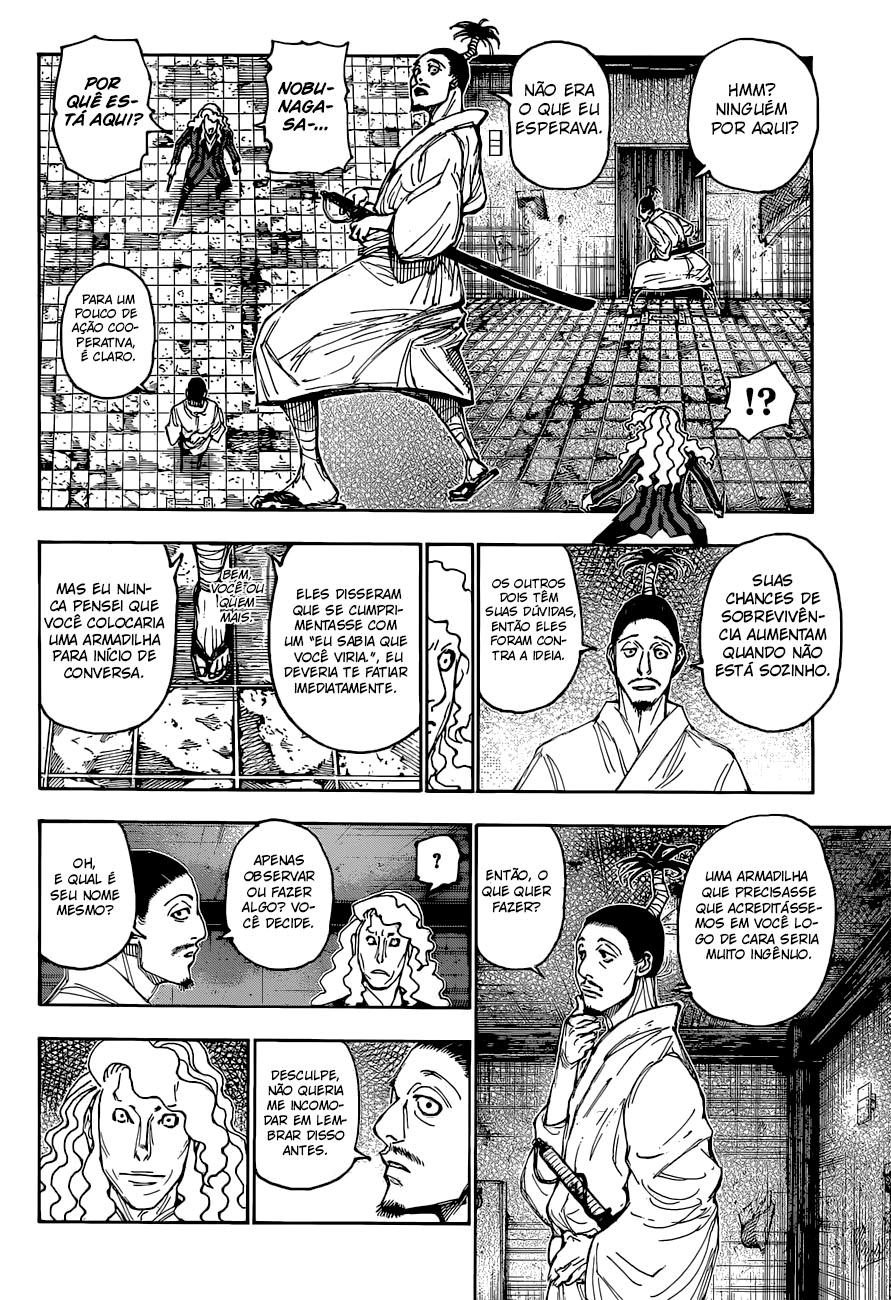 HMM?
NINGUÉM
POR AQUI?
NÃO ERA
O QUE EU
ESPERAVA.
!?
NOBU-
NAGA-
SA-...
POR
QUÊ ES-
TÁ AQUI?
PARA UM
POUCO DE
AÇÃO COO-
PERATIVA,
É CLARO.
SUAS
CHANCES DE
SOBREVIVÊN-
CIA AUMENTAM
QUANDO NÃO
ESTÁ SOZINHO.
OS OUTROS
DOIS TÊM
SUAS DÚVIDAS,
ENTÃO ELES
FORAM CON-
TRA A IDEIA.
ELES DISSERAM
QUE SE CUMPRI-
MENTASSE COM
UM "EU SABIA QUE
VOCÊ VIRIA.", EU
DEVERIA TE FATIAR
IMEDIATAMENTE.
BEM,
VOCÊ OU
QUEM
MAIS?
MAS EU NUN-
CA PENSEI QUE
VOCÊ COLOCARIA
UMA ARMADILHA
PARA INÍCIO DE
CONVERSA.
UMA ARMADILHA
QUE PRECISASSE
QUE ACREDITÁSSE-
MOS EM VOCÊ LO-
GO DE CARA SERIA
MUITO INGÊNUO.
ENTÃO, O
QUE QUER
FAZER?
?
APENAS
OBSERVAR
OU FAZER
ALGO? VO-
CÊ DECIDE.
OH,
E QUAL É
SEU NOME
MESMO?
DESCULPE,
NÃO QUERIA
ME INCOMO-
DAR EM LEM-
BRAR DISSO
ANTES.